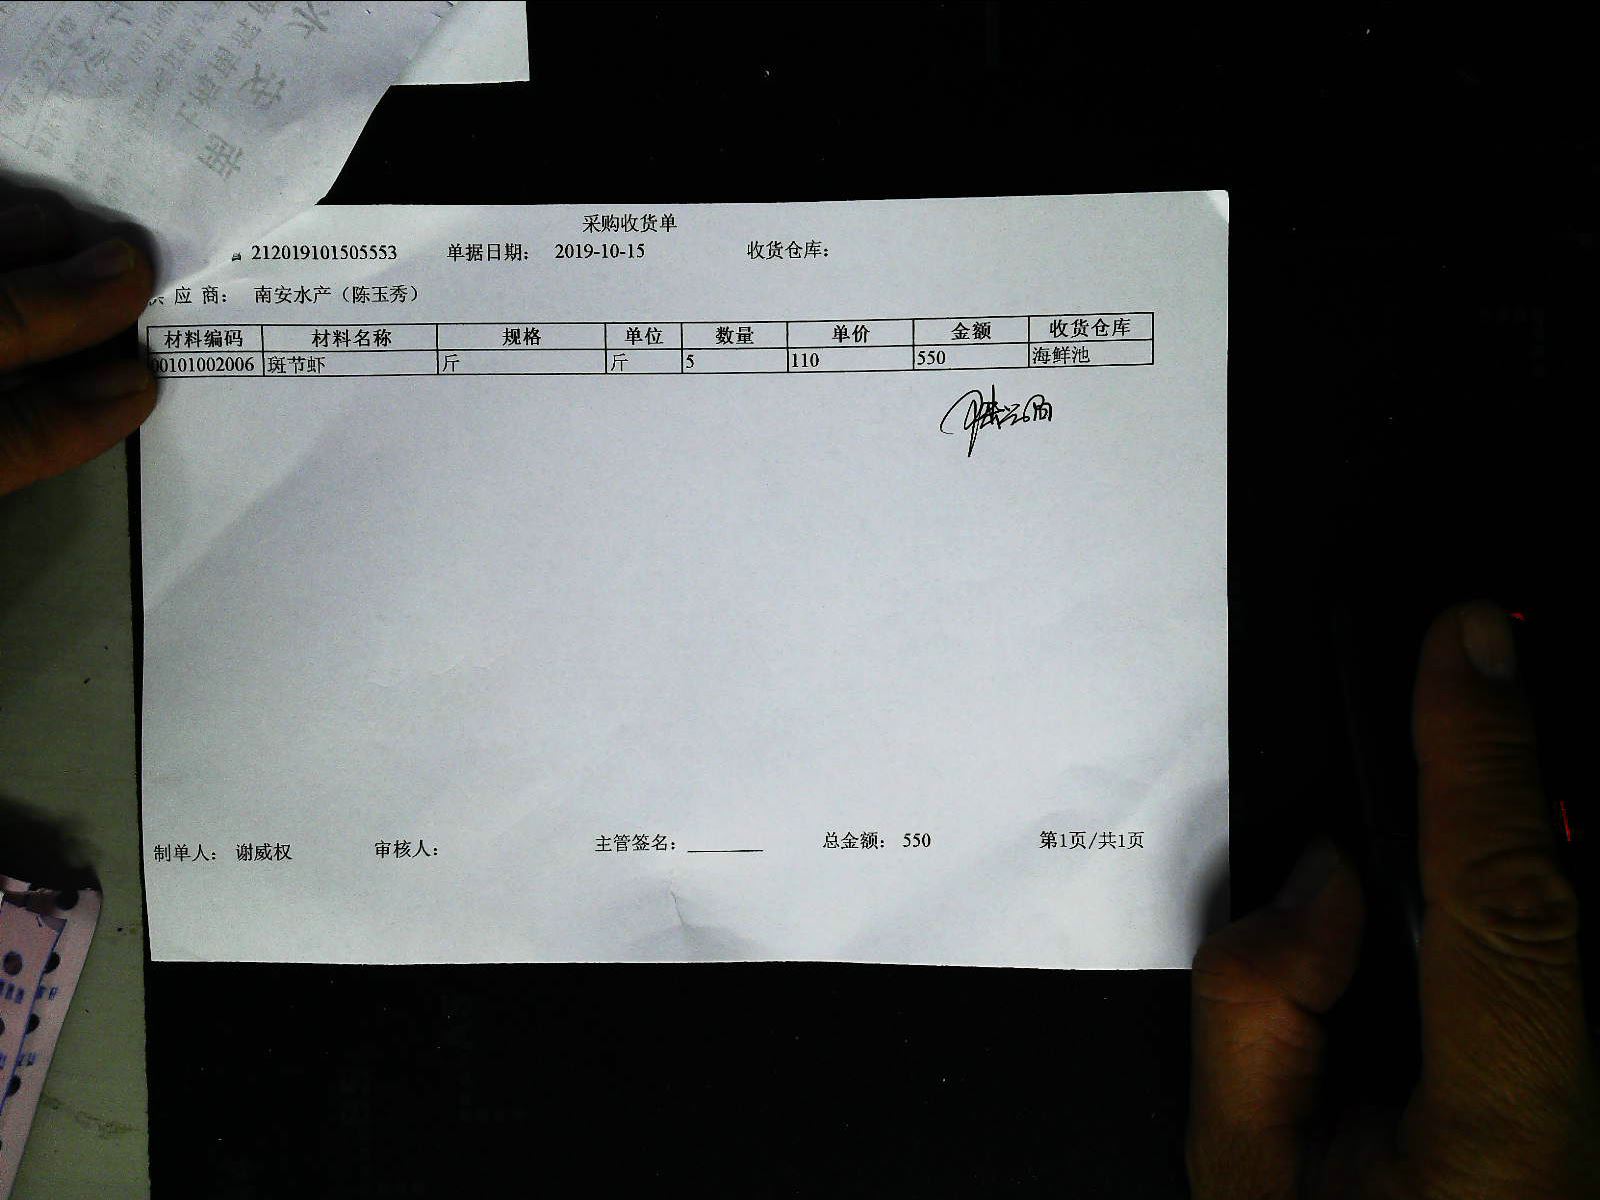 采购收货单
212019101505553 单据日期： 2019-10-15 收货仓库：
应 商： 南安水产（陈玉秀）
材料编码 材料名称 规格 单位 数量 单价 金额 收货仓库
00101002006 斑节虾 斤 斤 5 110 550 海鲜池
制单人： 谢威权 审核人： 主管签名： 总金额： 550 第1页/共1页